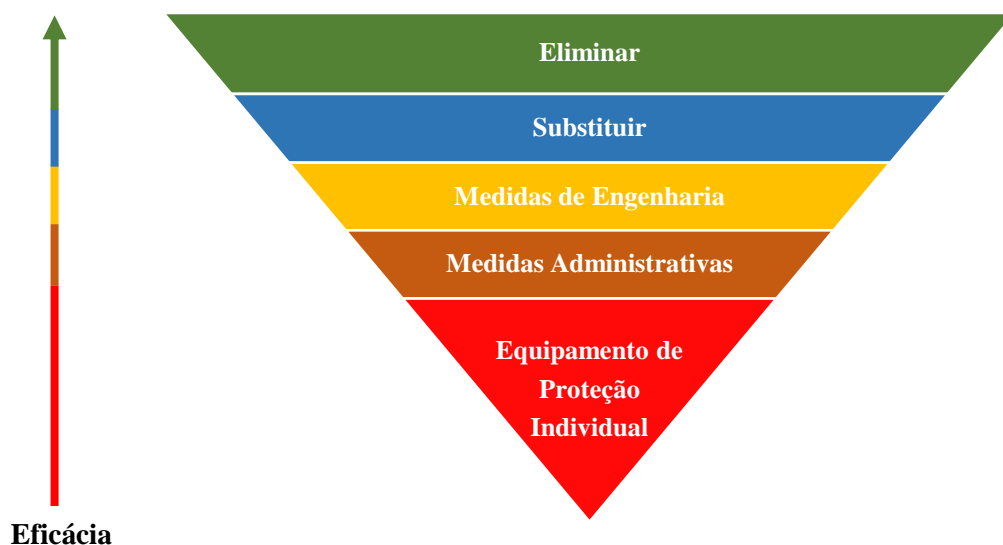 Eliminar
Substituir
Medidas de Engenharia
Medidas Administrativas
Equipamento de
Proteção
Individual
Eficácia